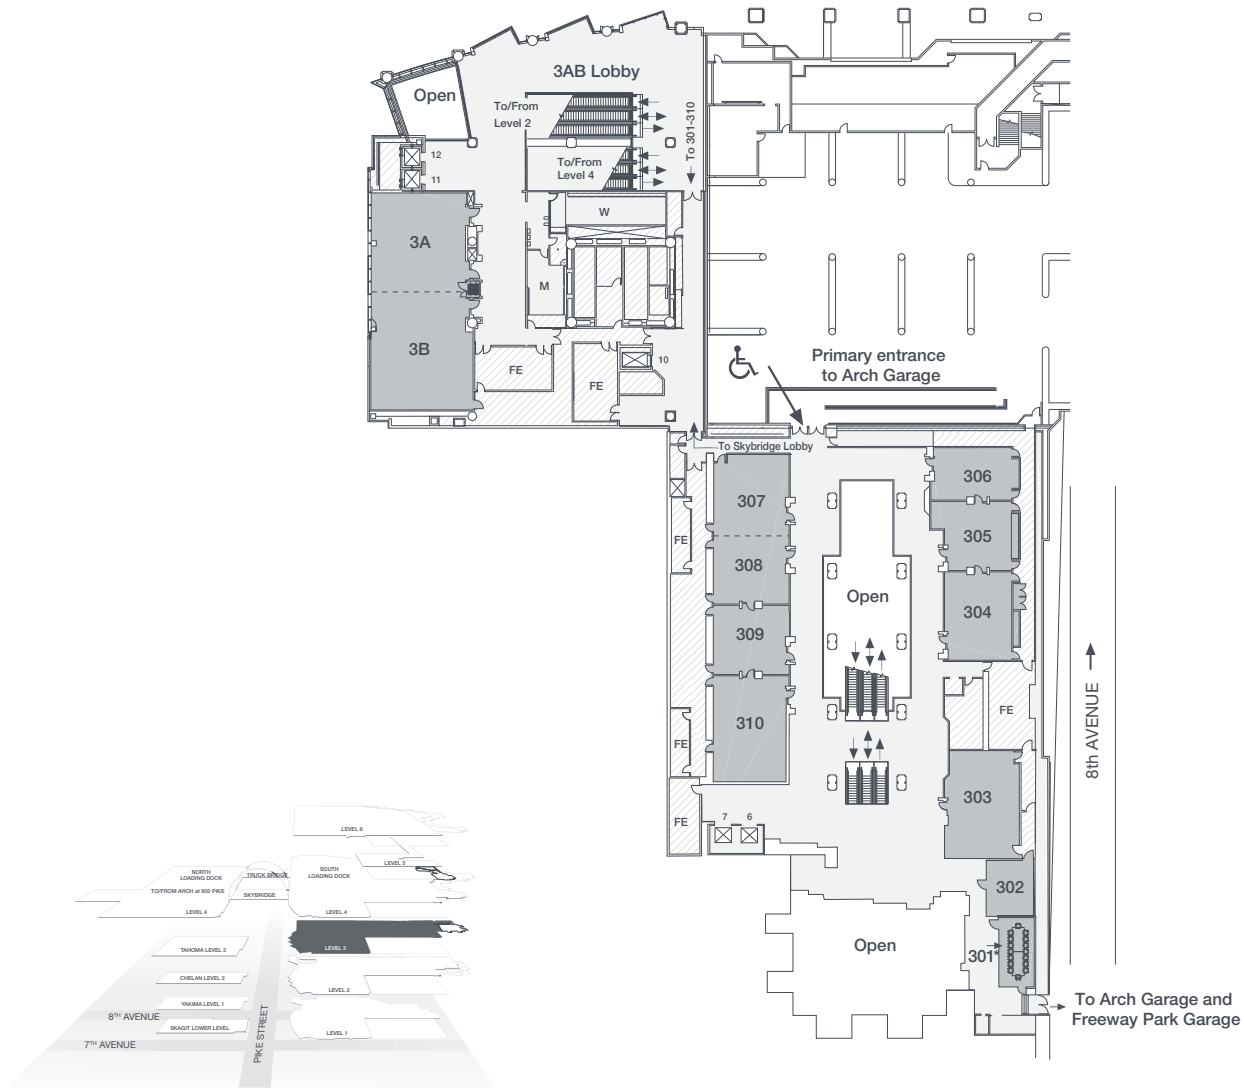 3AB Lobby
Open
To/From
Level 2
To/From
Level 4
To 301-310
12
11
W
3A
M
3B
FE
FE
10
Primary entrance
to Arch Garage
To Skybridge Lobby
307
306
FE
305
308
Open
304
309
310
FE
FE
8th AVENUE
303
FE
7
6
302
Open
301*
To Arch Garage and
Freeway Park Garage
LEVEL 6
LEVEL 5
NORTH
LOADING DOCK
TRUCK BRIDGE
SOUTH
LOADING DOCK
TO/FROM ARCH at 800 PIKE
SKYBRIDGE
LEVEL 4
LEVEL 4
TAHOMA LEVEL 3
LEVEL 3
CHELAN LEVEL 2
LEVEL 2
YAKIMA LEVEL 1
8TH AVENUE
SKAGIT LOWER LEVEL
LEVEL 1
7TH AVENUE
PIKE STREET